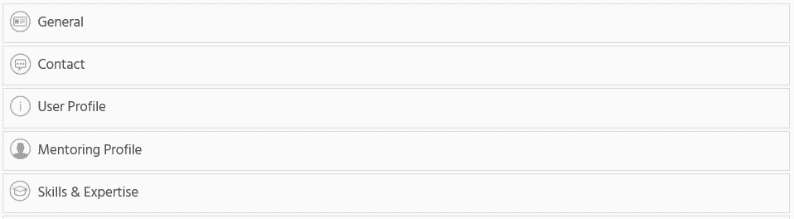 General
Contact
User Profile
Mentoring Profile
Skills & Expertise